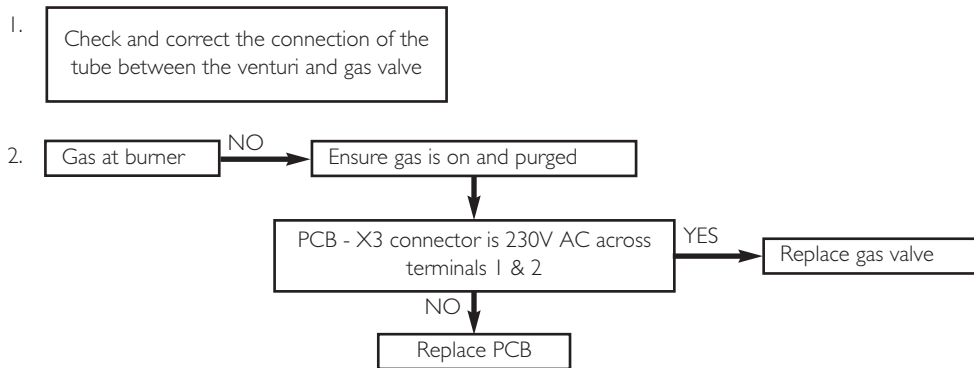 1.
Check and correct the connection of the
tube between the venturi and gas valve
2.
Gas at burner
NO
Ensure gas is on and purged
PCB - X3 connector is 230V AC across
terminals 1 & 2
YES
Replace gas valve
NO
Replace PCB